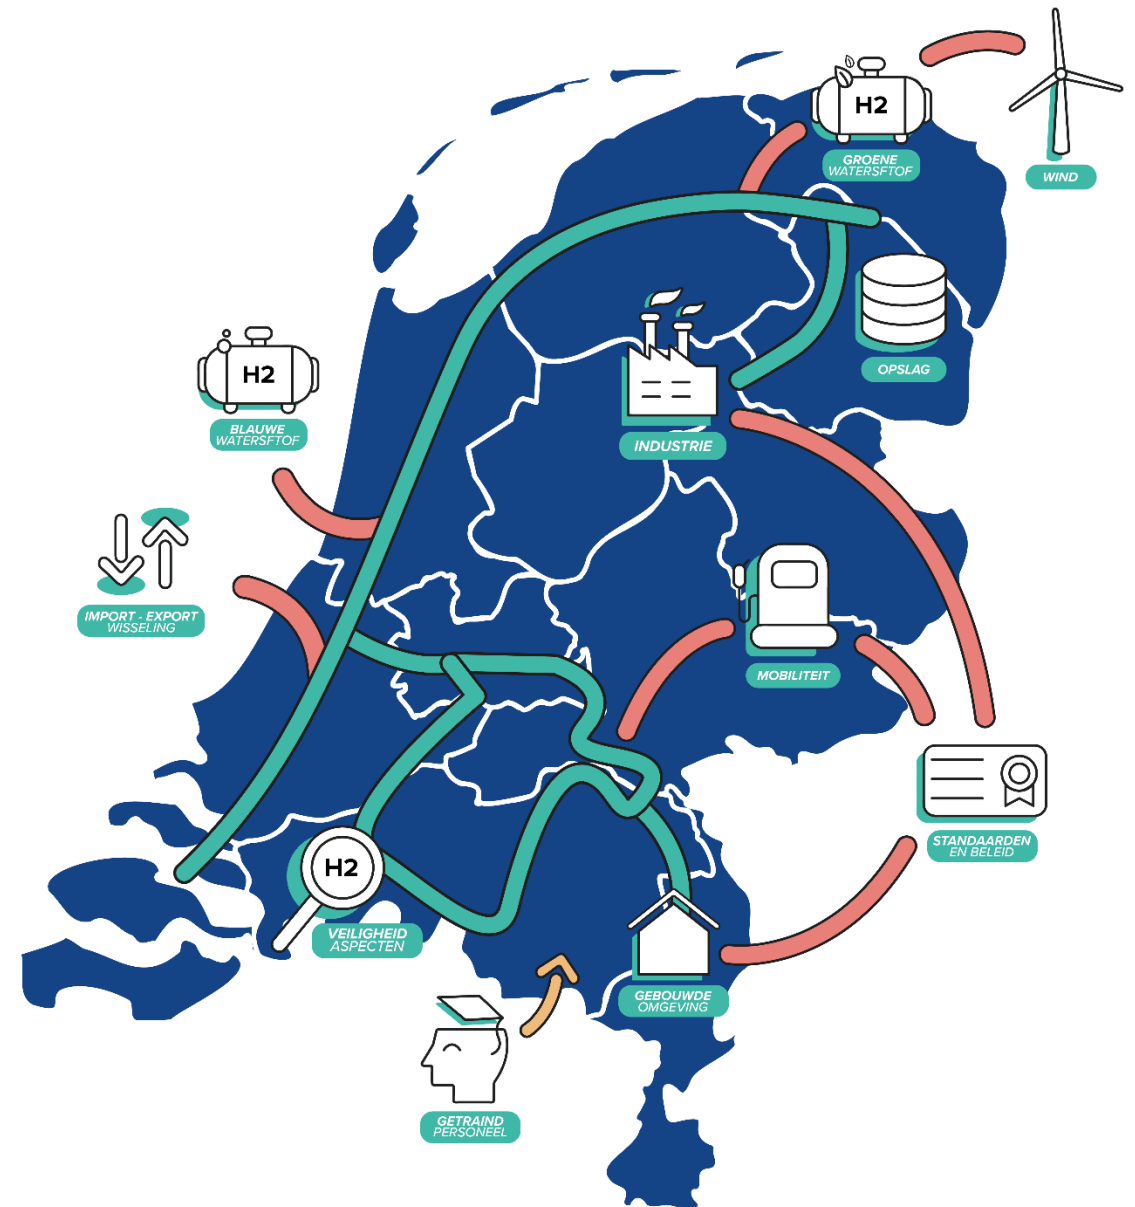 H2
GROENE
WATERSFTOF
WIND
OPSLAG
H2
BLAUWE
WATERSFTOF
INDUSTRIE
IMPORT - EXPORT
WISSELING
MOBILITEIT
STANDAARDEN
EN BELEID
H2
VEILIGHEID
ASPECTEN
GEBOUWDE
OMGEVING
GETRAIND
PERSONEEL